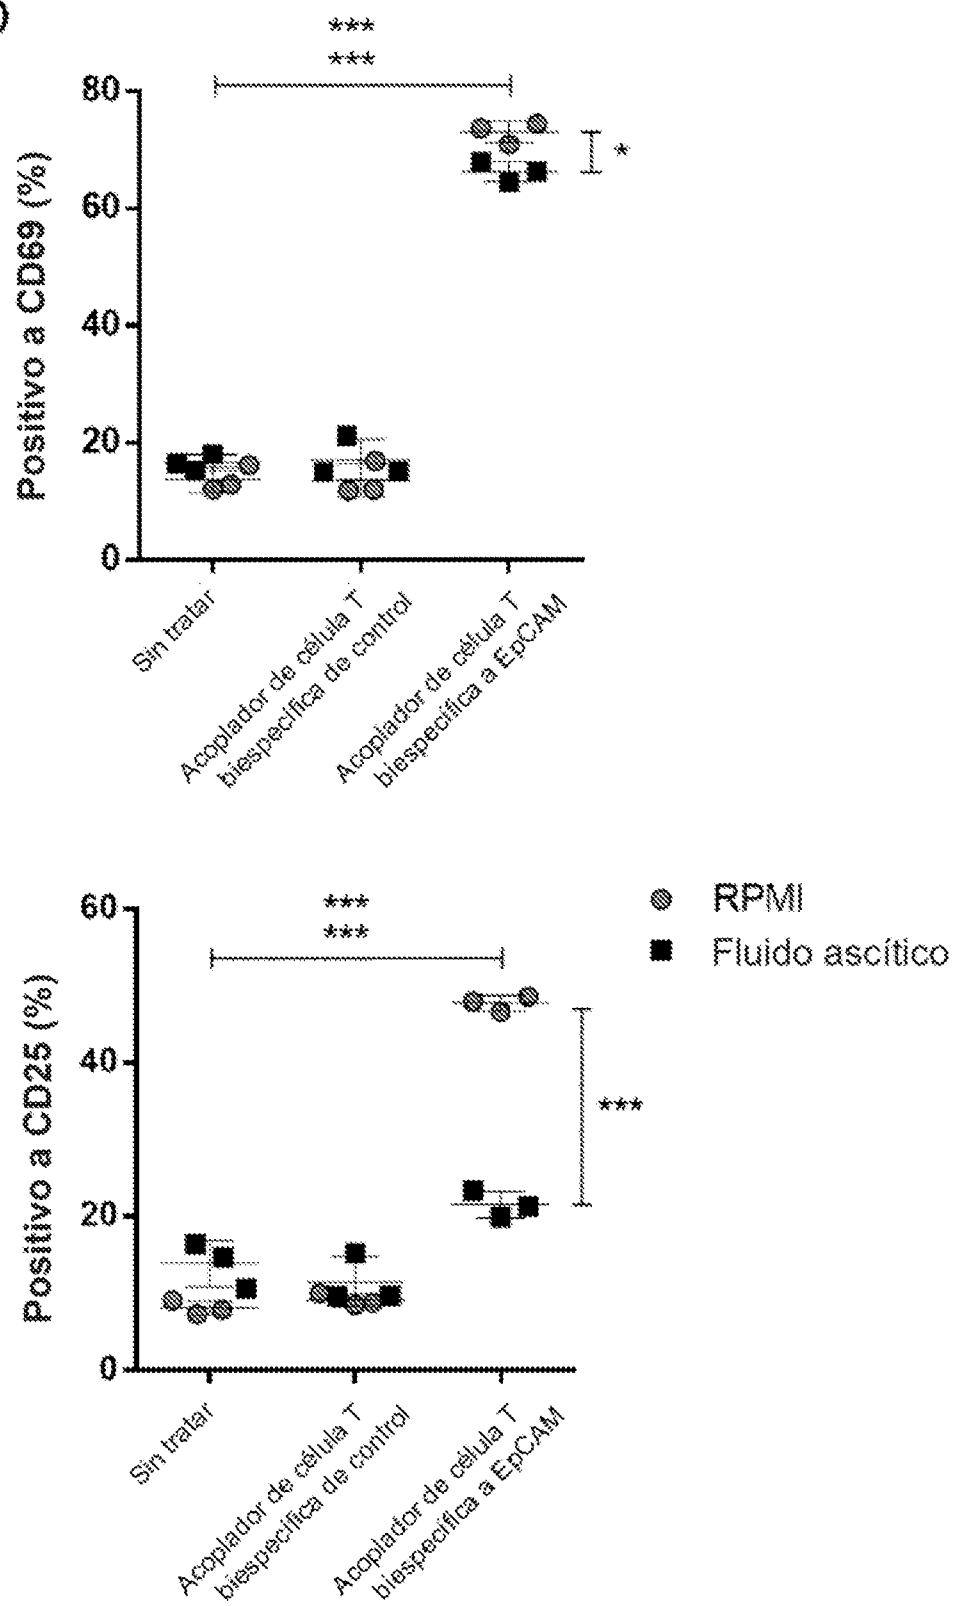 )
***
***
80
60
40
20
0
*
Positivo a CD69 (%)
Sin tratar
Acoplador de célula T
biespecífica de control
Acoplador de célula T
biespecífica a EpCAM
RPMI
Fluido ascítico
***
***
60
40
20
0
***
Positivo a CD25 (%)
Sin tratar
Acoplador de célula T
biespecífica de control
Acoplador de célula T
biespecífica a EpCAM